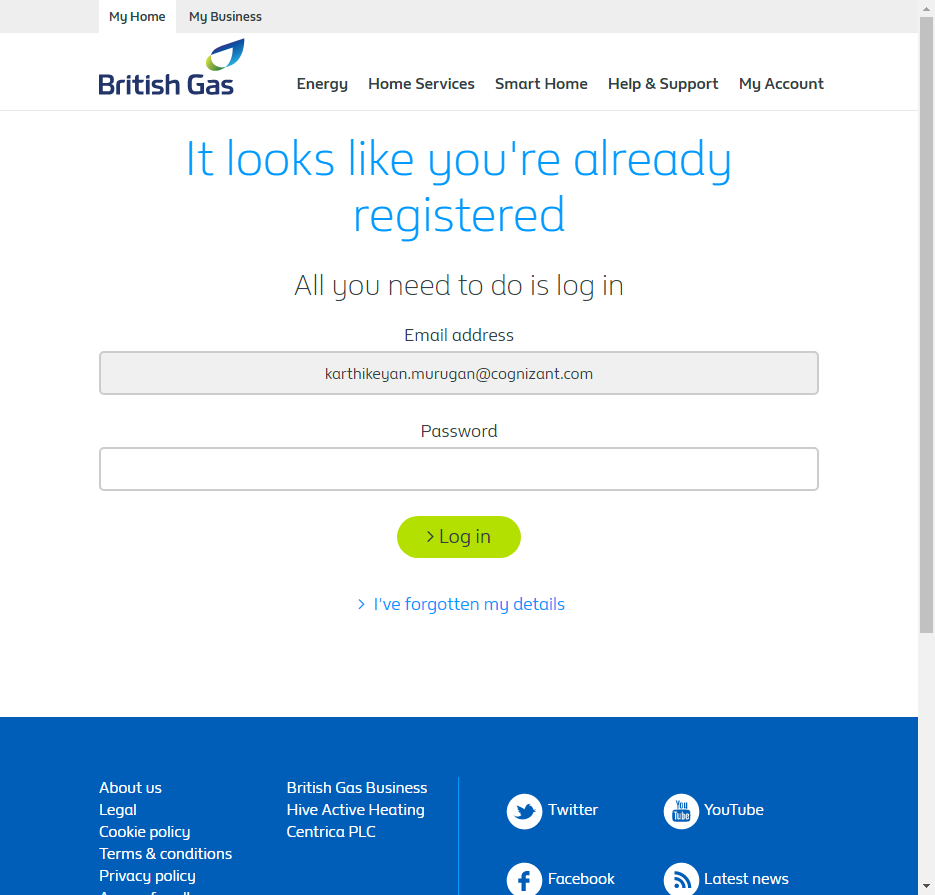 My Home My Business
British Gas
Energy Home Services Smart Home Help & Support My Account
It looks like you're already
registered
All you need to do is log in
Email address
karthikeyan.murugan@cognizant.com
Password
> Log in
> I've forgotten my details
About us
Legal
Cookie policy
Terms & conditions
Privacy policy
British Gas Business
Hive Active Heating
Centrica PLC
Twitter
You Tube YouTube
Facebook
Latest news